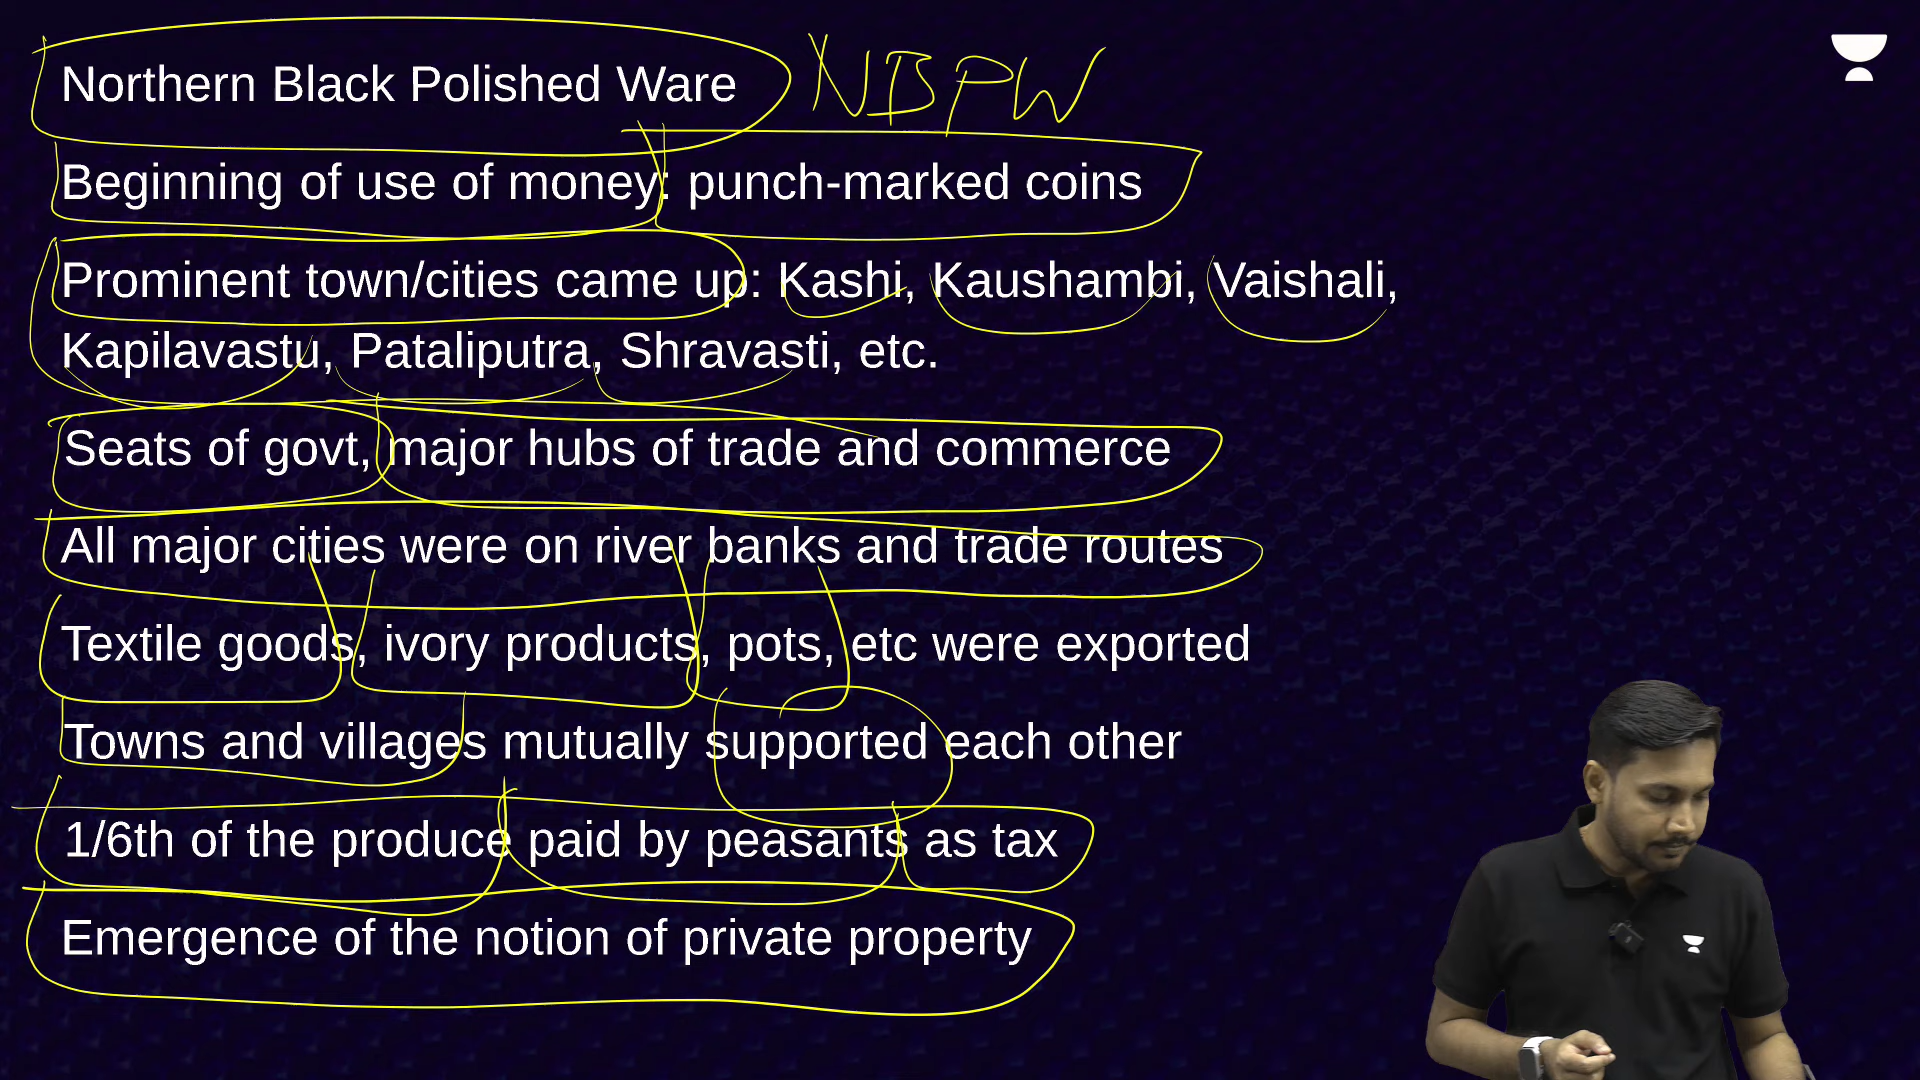 Northern Black Polished Ware NBPW
Beginning of use of money: punch-marked coins
Prominent town/cities came up: Kashi, Kaushambi, Vaishali,
Kapilavastu, Pataliputra, Shravasti, etc.
Seats of govt, major hubs of trade and commerce
All major cities were on river banks and trade routes
Textile goods, ivory products, pots, etc were exported
Towns and villages mutually supported each other
1/6th of the produce paid by peasants as tax
Emergence of the notion of private property